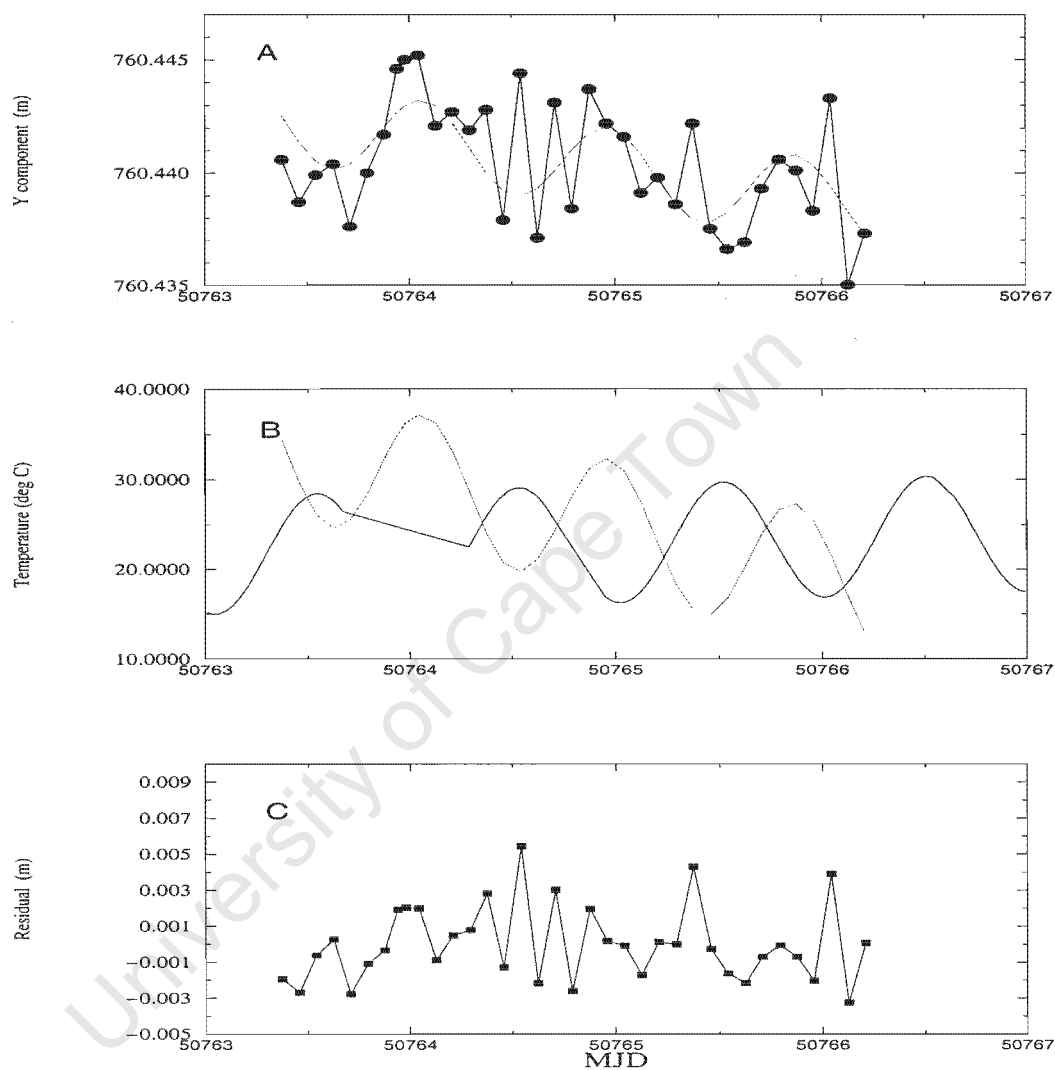 A
Y component (m)
760.445
760.440
760.435
50763 50764 50765 50766 50767
B
Temperature (deg C)
40.0000
30.0000
20.0000
10.0000
50763 50764 50765 50766 50767
C
Residual (m)
0.009
0.007
0.005
0.003
0.001
−0.001
−0.003
−0.005
50763 50764 50765 50766 50767
MJD
University of Cape Town